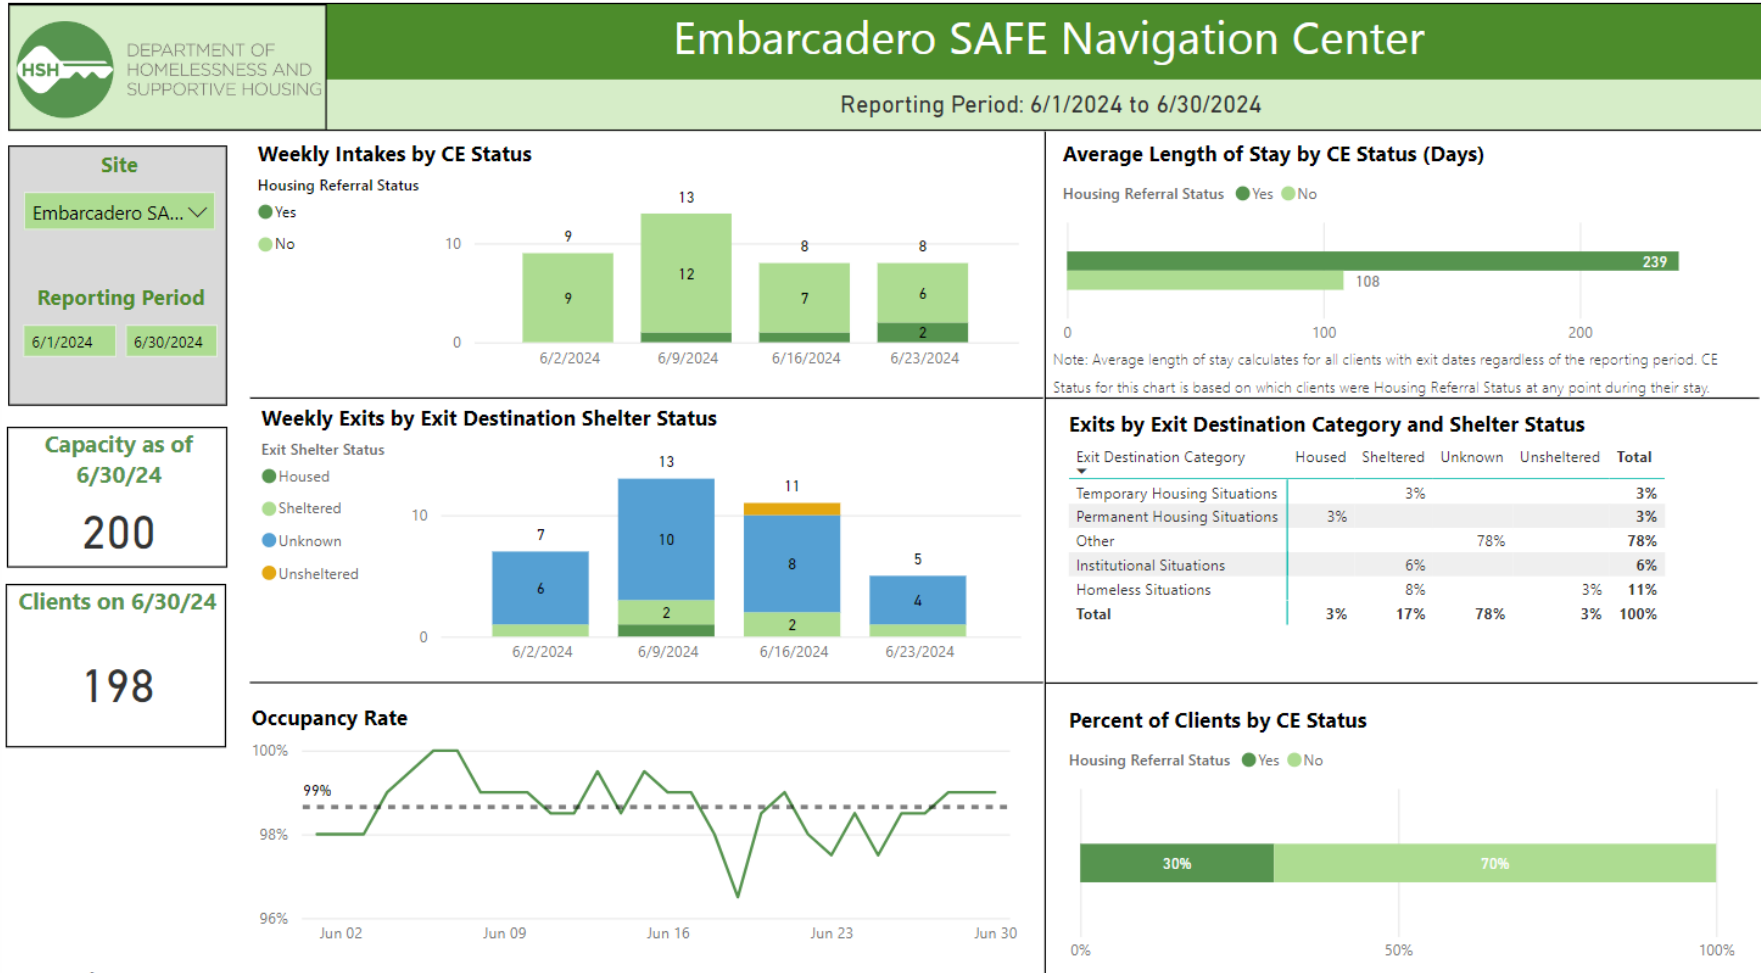 HSH
DEPARTMENT OF
HOMELESSNESS AND
SUPPORTIVE HOUSING
Embarcadero SAFE Navigation Center
Reporting Period: 6/1/2024 to 6/30/2024
Site
Embarcadero SA...
Reporting Period
6/1/2024 6/30/2024
Capacity as of
6/30/24
200
Clients on 6/30/24
198
Weekly Intakes by CE Status
Housing Referral Status
Yes
No
10
0
9
13
8
8
9
12
7
6
2
6/2/2024 6/9/2024 6/16/2024 6/23/2024
Average Length of Stay by CE Status (Days)
Housing Referral Status Yes No
239
108
0 100 200
Note: Average length of stay calculates for all clients with exit dates regardless of the reporting period. CE
Status for this chart is based on which clients were Housing Referral Status at any point during their stay.
Weekly Exits by Exit Destination Shelter Status
Exit Shelter Status
Housed
Sheltered
Unknown
Unsheltered
10
0
7
13
11
5
6
10
8
4
2
2
6/2/2024 6/9/2024 6/16/2024 6/23/2024
Exits by Exit Destination Category and Shelter Status
Exit Destination Category Housed Sheltered Unknown Unsheltered Total
Temporary Housing Situations 3% 3%
Permanent Housing Situations 3% 3%
Other 78% 78%
Institutional Situations 6% 6%
Homeless Situations 8% 3% 11%
Total 3% 17% 78% 3% 100%
Occupancy Rate
100%
99%
98%
96%
Jun 02 Jun 09 Jun 16 Jun 23 Jun 30
Percent of Clients by CE Status
Housing Referral Status Yes No
30% 70%
0% 50% 100%